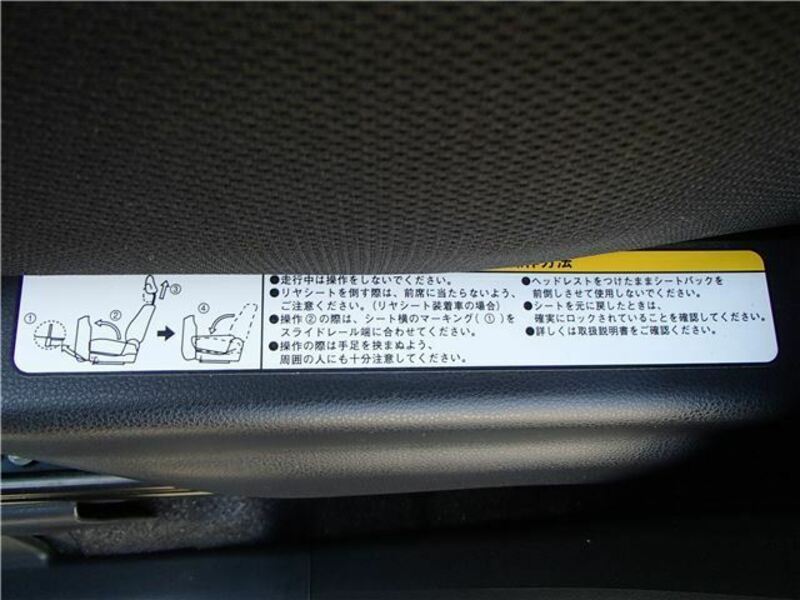 作方法
●走行中は操作をしないでください。
●リヤシートを倒す際は、前席に当たらないよう、
ご注意ください。(リヤシート装着車の場合)
●操作②の際は、シート横のマーキング(①)を
スライドレール端に合わせてください。
●操作の際は手足を挟まぬよう、
周囲の人にも十分注意してください。
●ヘッドレストをつけたままシートバックを
前倒しさせて使用しないでください。
●シートを元に戻したときは、
確実にロックされていることを確認してください。
●詳しくは取扱説明書をご確認ください。
①
②
③
④